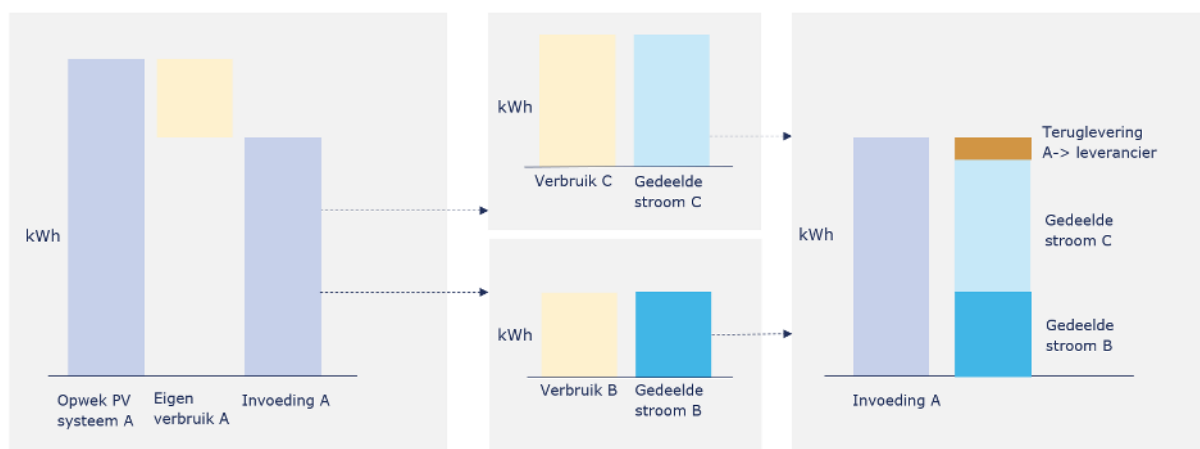 kWh
Opwek PV
systeem A
Eigen
verbruik A
Invoeding A
kWh
Verbruik C
Gedeelde
stroom C
kWh
Verbruik B
Gedeelde
stroom B
kWh
Invoeding A
Teruglevering
A-> leverancier
Gedeelde
stroom C
Gedeelde
stroom B